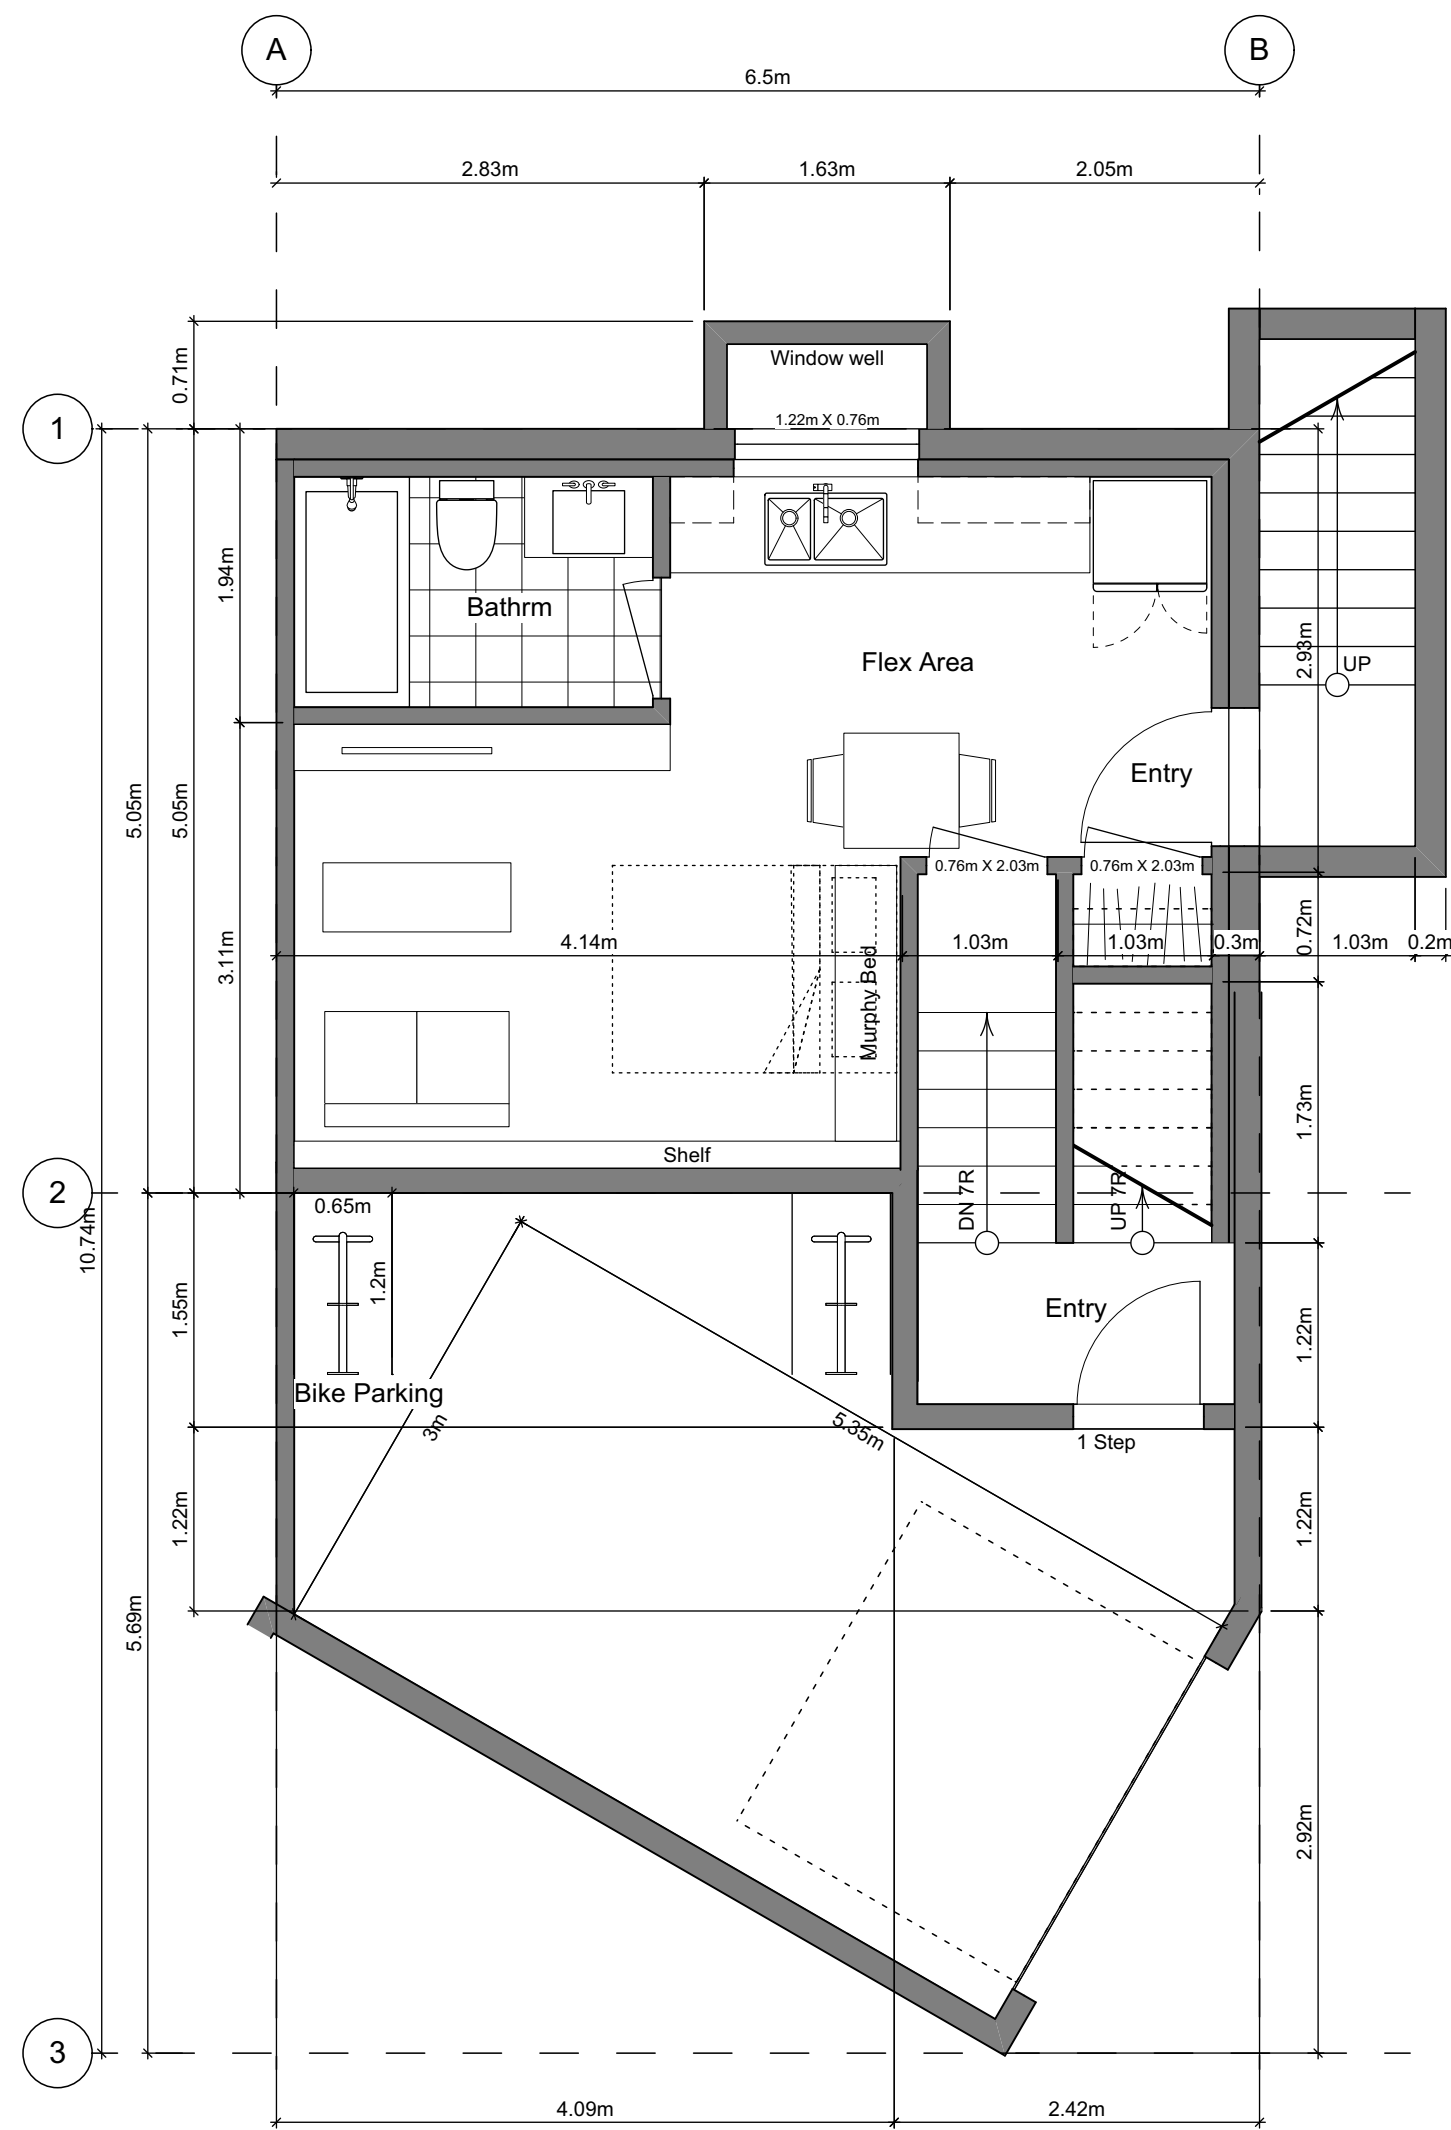 A
B
6.5m
2.83m
1.63m
2.05m
0.71m
Window well
1
1.22m X 0.76m
1.94m
Bathrm
Flex Area
2.93m
UP
Entry
5.05m
5.05m
0.76m X 2.03m
0.76m X 2.03m
3.11m
4.14m
Murphy Bed
1.03m
1.03m
0.3m
0.72m
1.03m
0.2m
1.73m
Shelf
2
DN 7R
UP 7R
0.65m
10.74m
1.2m
1.55m
Entry
1.22m
Bike Parking
3m
5.35m
1 Step
1.22m
1.22m
5.69m
2.92m
3
4.09m
2.42m